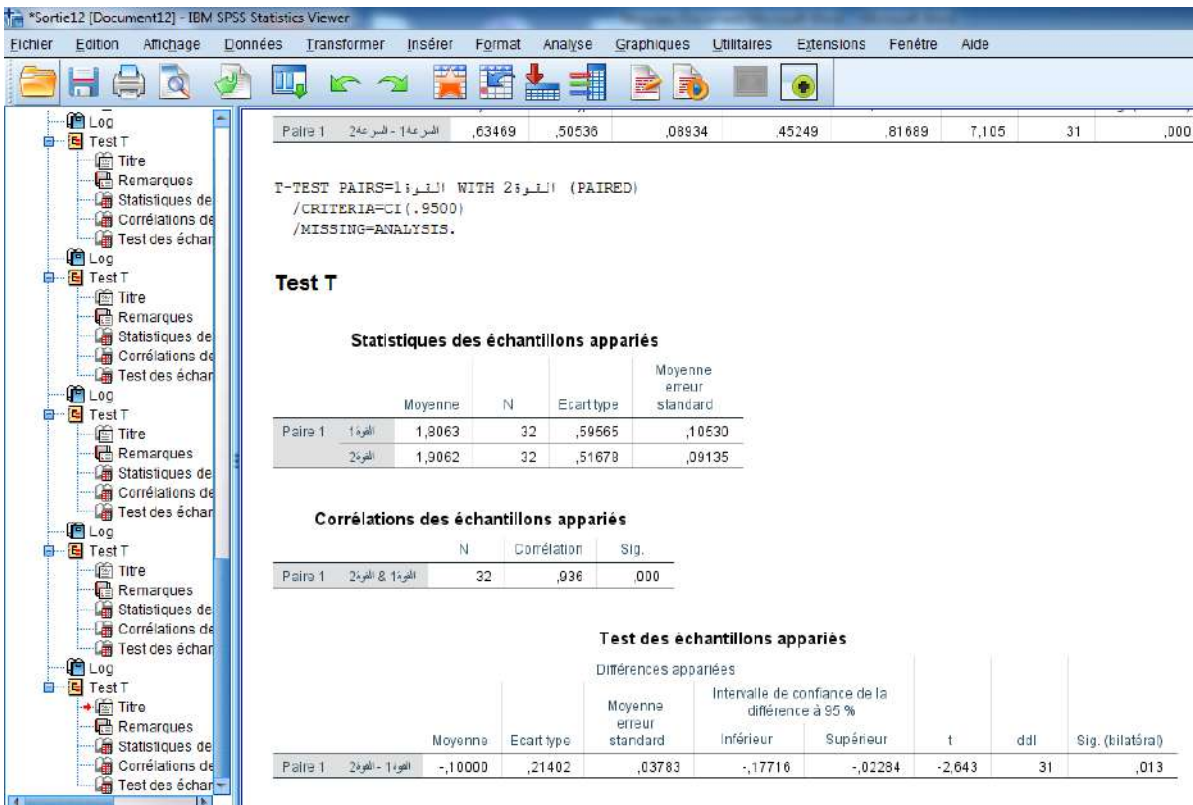 *Sortie12 [Document12] - IBM SPSS Statistics Viewer
Fichier Edition Affichage Données Transformer Insérer Format Analyse Graphiques Utilitaires Extensions Fenêtre Aide
Log
Test T
Titre
Remarques
Statistiques de
Corrélations de
Test des échar
Log
Test T
Titre
Remarques
Statistiques de
Corrélations de
Test des échar
Log
Test T
Titre
Remarques
Statistiques de
Corrélations de
Test des échar
Log
Test T
Titre
Remarques
Statistiques de
Corrélations de
Test des échar
Log
Test T
Titre
Remarques
Statistiques de
Corrélations de
Test des échar
Paire 1 السرعة1 - السرعة2 ,63469 ,50536 ,08934 ,45249 ,81689 7,105 31 ,000
T-TEST PAIRS=القوة1 WITH القوة2 (PAIRED)
/CRITERIA=CI(.9500)
/MISSING=ANALYSIS.
Test T
Statistiques des échantillons appariés
Moyenne N Ecart type Moyenne erreur standard
Paire 1 القوة1 1,8063 32 ,59565 ,10530
القوة2 1,9062 32 ,51678 ,09135
Corrélations des échantillons appariés
N Corrélation Sig.
Paire 1 القوة1 & القوة2 32 ,936 ,000
Test des échantillons appariés
Différences appariées
Intervalle de confiance de la différence à 95 %
Moyenne Ecart type Moyenne erreur standard Inférieur Supérieur t ddl Sig. (bilatéral)
Paire 1 القوة1 - القوة2 -,10000 ,21402 ,03783 -,17716 -,02284 -2,643 31 ,013